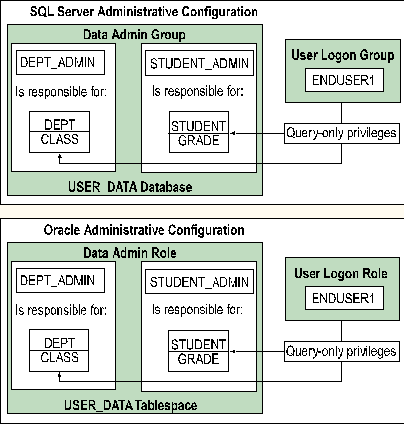 SQL Server Administrative Configuration
Data Admin Group
DEPT_ADMIN
STUDENT_ADMIN
Is responsible for:
Is responsible for:
DEPT
CLASS
STUDENT
GRADE
USER_DATA Database
User Logon Group
ENDUSER1
Query-only privileges
Oracle Administrative Configuration
Data Admin Role
DEPT_ADMIN
STUDENT_ADMIN
Is responsible for:
Is responsible for:
DEPT
CLASS
STUDENT
GRADE
USER_DATA Tablespace
User Logon Role
ENDUSER1
Query-only privileges